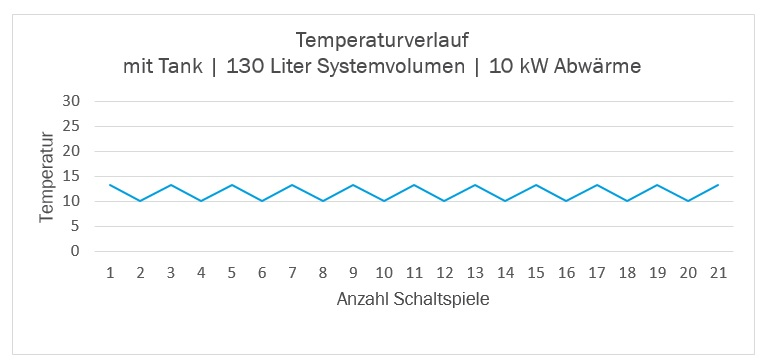 Temperaturverlauf
mit Tank | 130 Liter Systemvolumen | 10 kW Abwärme
30
25
20
15
10
5
0
Temperatur
1 2 3 4 5 6 7 8 9 10 11 12 13 14 15 16 17 18 19 20 21
Anzahl Schaltspiele